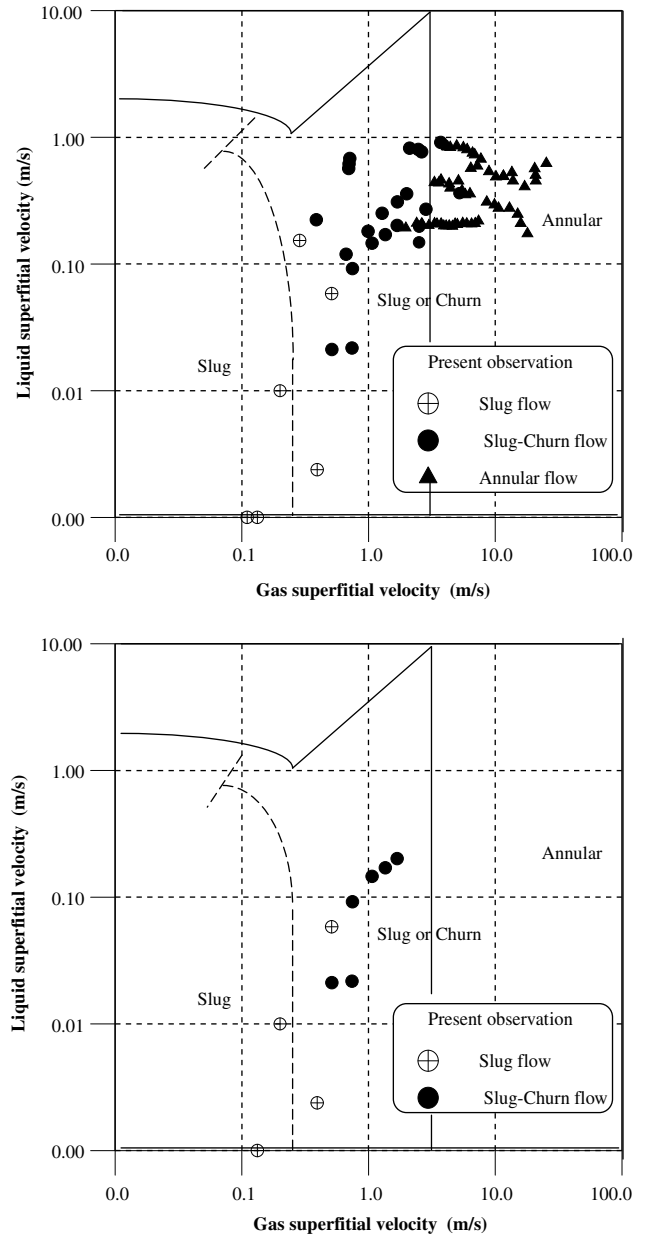 10.00
1.00
0.10
0.01
0.00
Liquid superfitial velocity (m/s)
Annular
Slug or Churn
Slug
Present observation
Slug flow
Slug-Churn flow
Annular flow
0.0 0.1 1.0 10.0 100.0
Gas superfitial velocity (m/s)
10.00
1.00
0.10
0.01
0.00
Liquid superfitial velocity (m/s)
Annular
Slug or Churn
Slug
Present observation
Slug flow
Slug-Churn flow
0.0 0.1 1.0 10.0 100.0
Gas superfitial velocity (m/s)